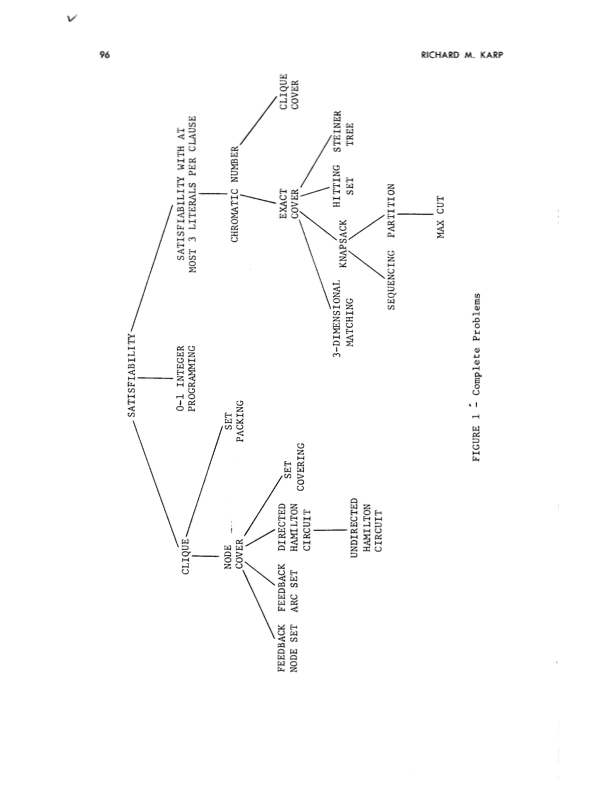 96
RICHARD M. KARP
SATISFIABILITY
CLIQUE
0-1 INTEGER
PROGRAMMING
SATISFIABILITY WITH AT
MOST 3 LITERALS PER CLAUSE
NODE
COVER
SET
PACKING
CHROMATIC NUMBER
FEEDBACK
NODE SET
FEEDBACK
ARC SET
DIRECTED
HAMILTON
CIRCUIT
SET
COVERING
EXACT
COVER
CLIQUE
COVER
UNDIRECTED
HAMILTON
CIRCUIT
3-DIMENSIONAL
MATCHING
KNAPSACK
HITTING
SET
STEINER
TREE
SEQUENCING
PARTITION
MAX CUT
FIGURE 1 - Complete Problems